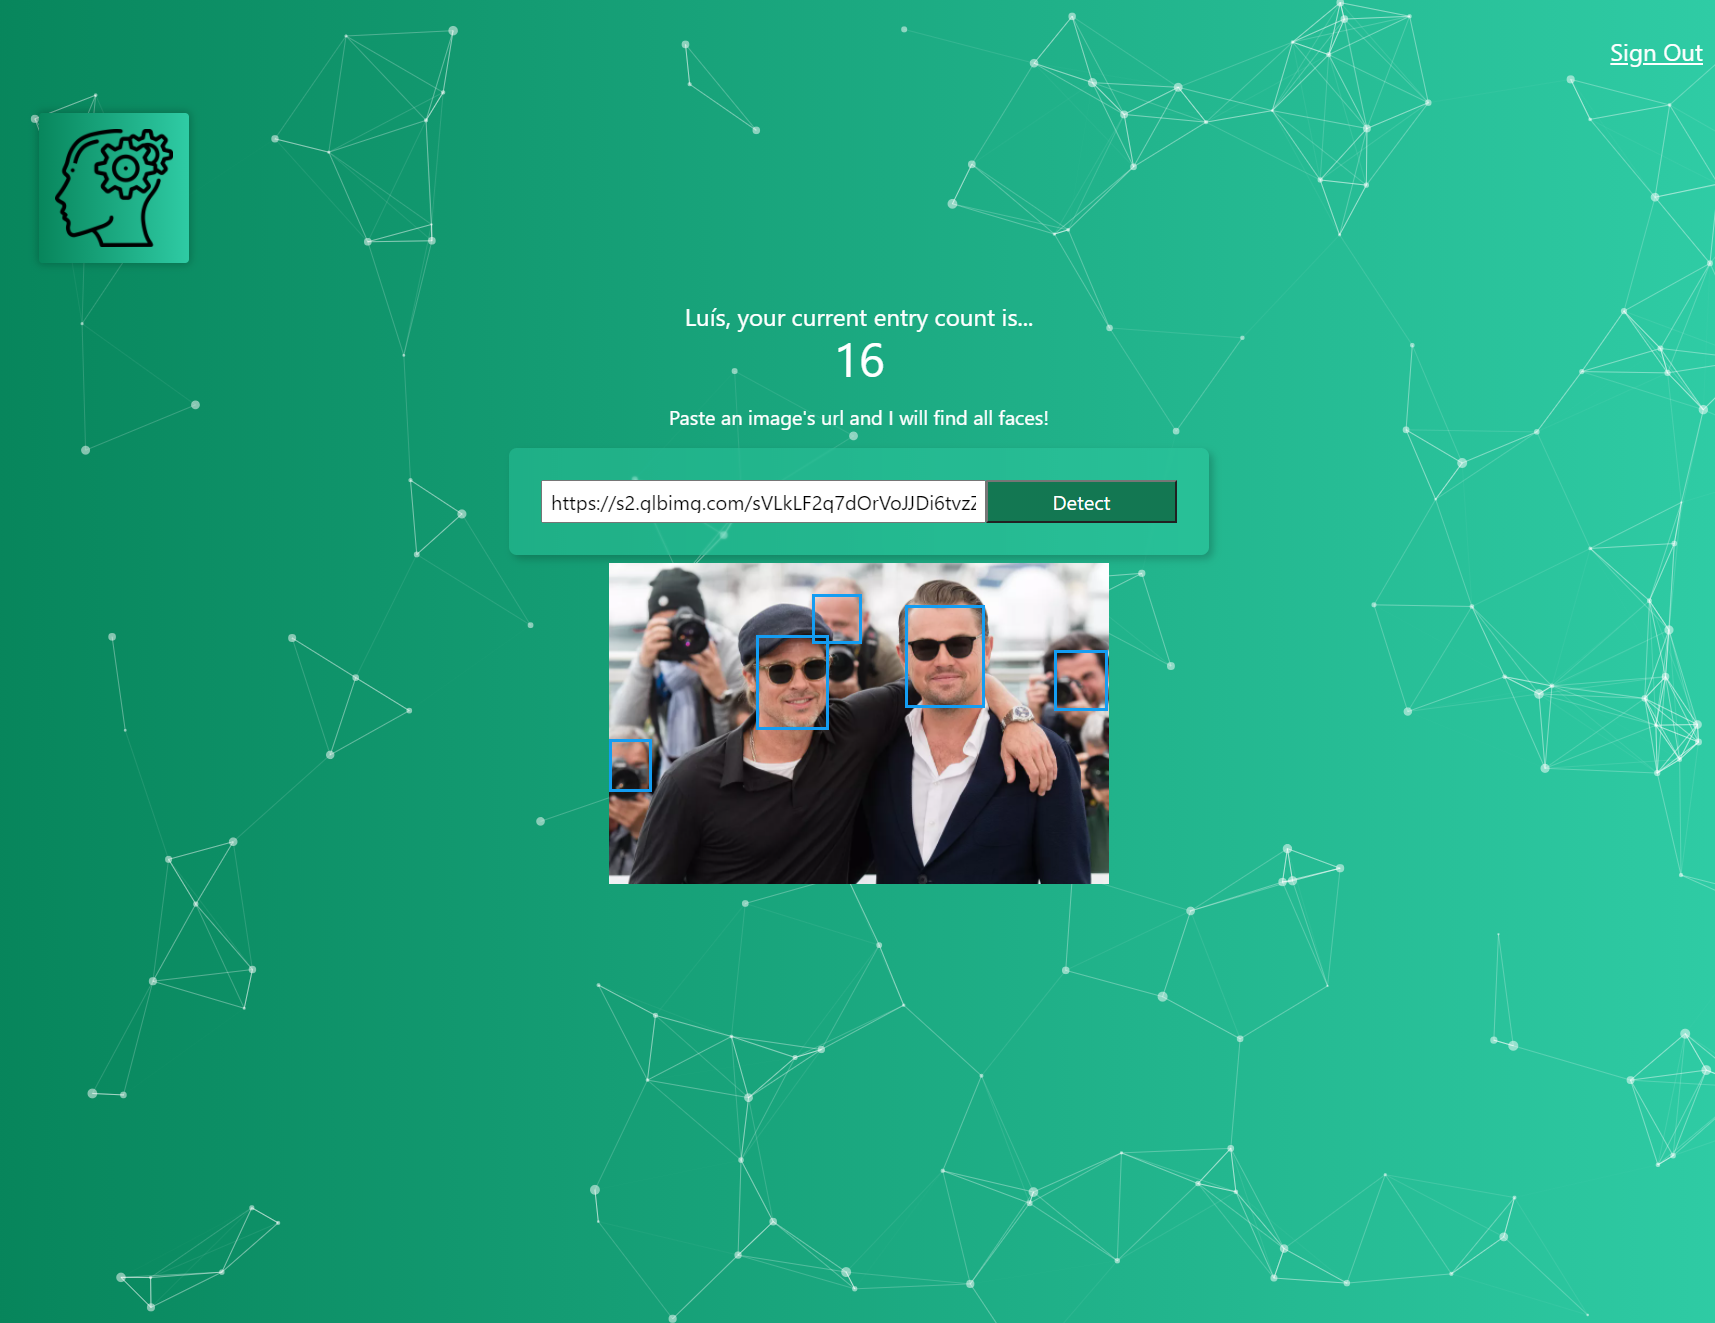 Sign Out
Luís, your current entry count is...
16
Paste an image's url and I will find all faces!
https://s2.glbimg.com/sVLkLF2q7dOrVoJJDi6tvzZ
Detect